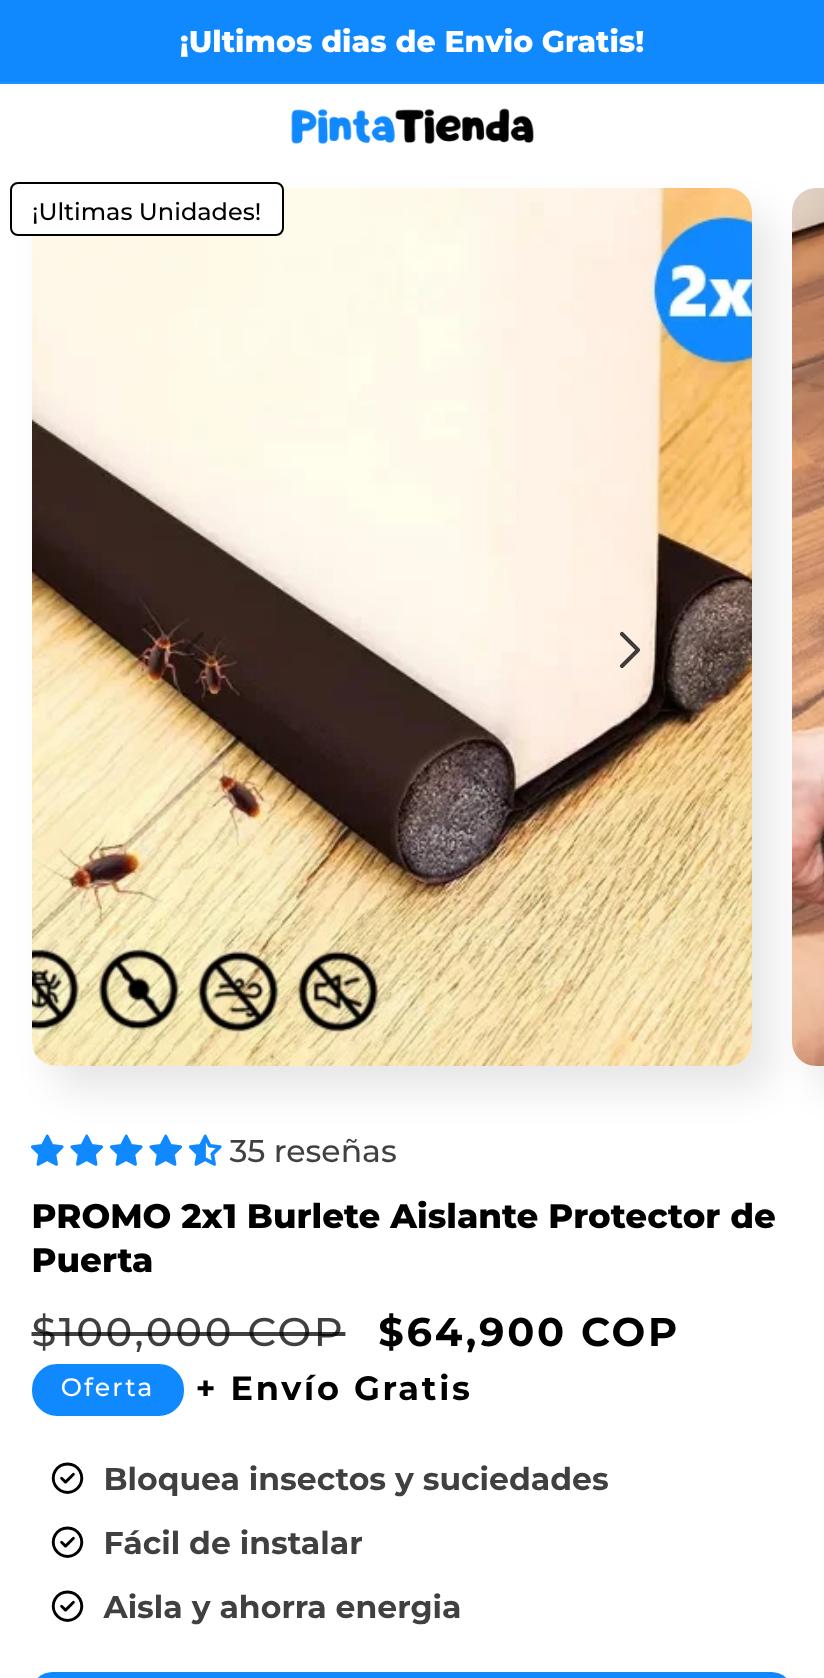 ¡Ultimos dias de Envio Gratis!
PintaTienda
¡Ultimas Unidades!
2x
35 reseñas
PROMO 2x1 Burlete Aislante Protector de
Puerta
$100,000 COP $64,900 COP
Oferta + Envío Gratis
Bloquea insectos y suciedades
Fácil de instalar
Aisla y ahorra energia